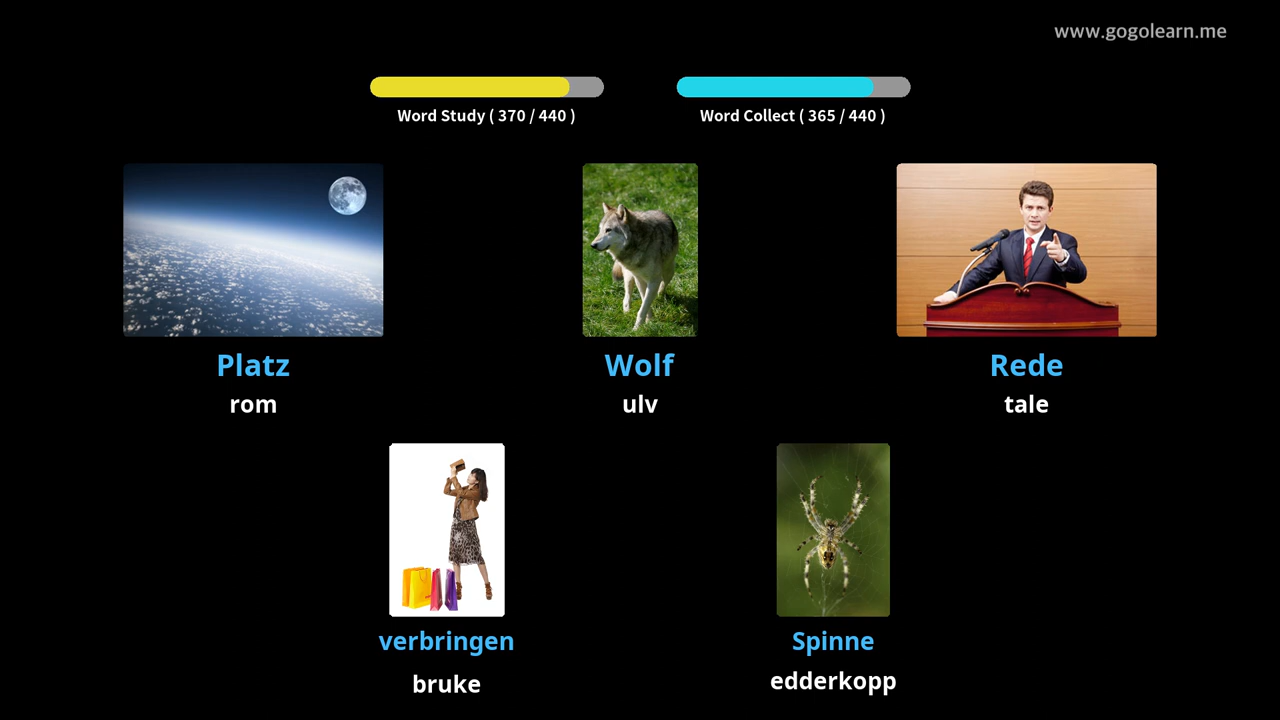 www.gogolearn.me
Word Study ( 370 / 440 )
Word Collect ( 365 / 440 )
Platz
rom
Wolf
ulv
Rede
tale
verbringen
bruke
Spinne
edderkopp